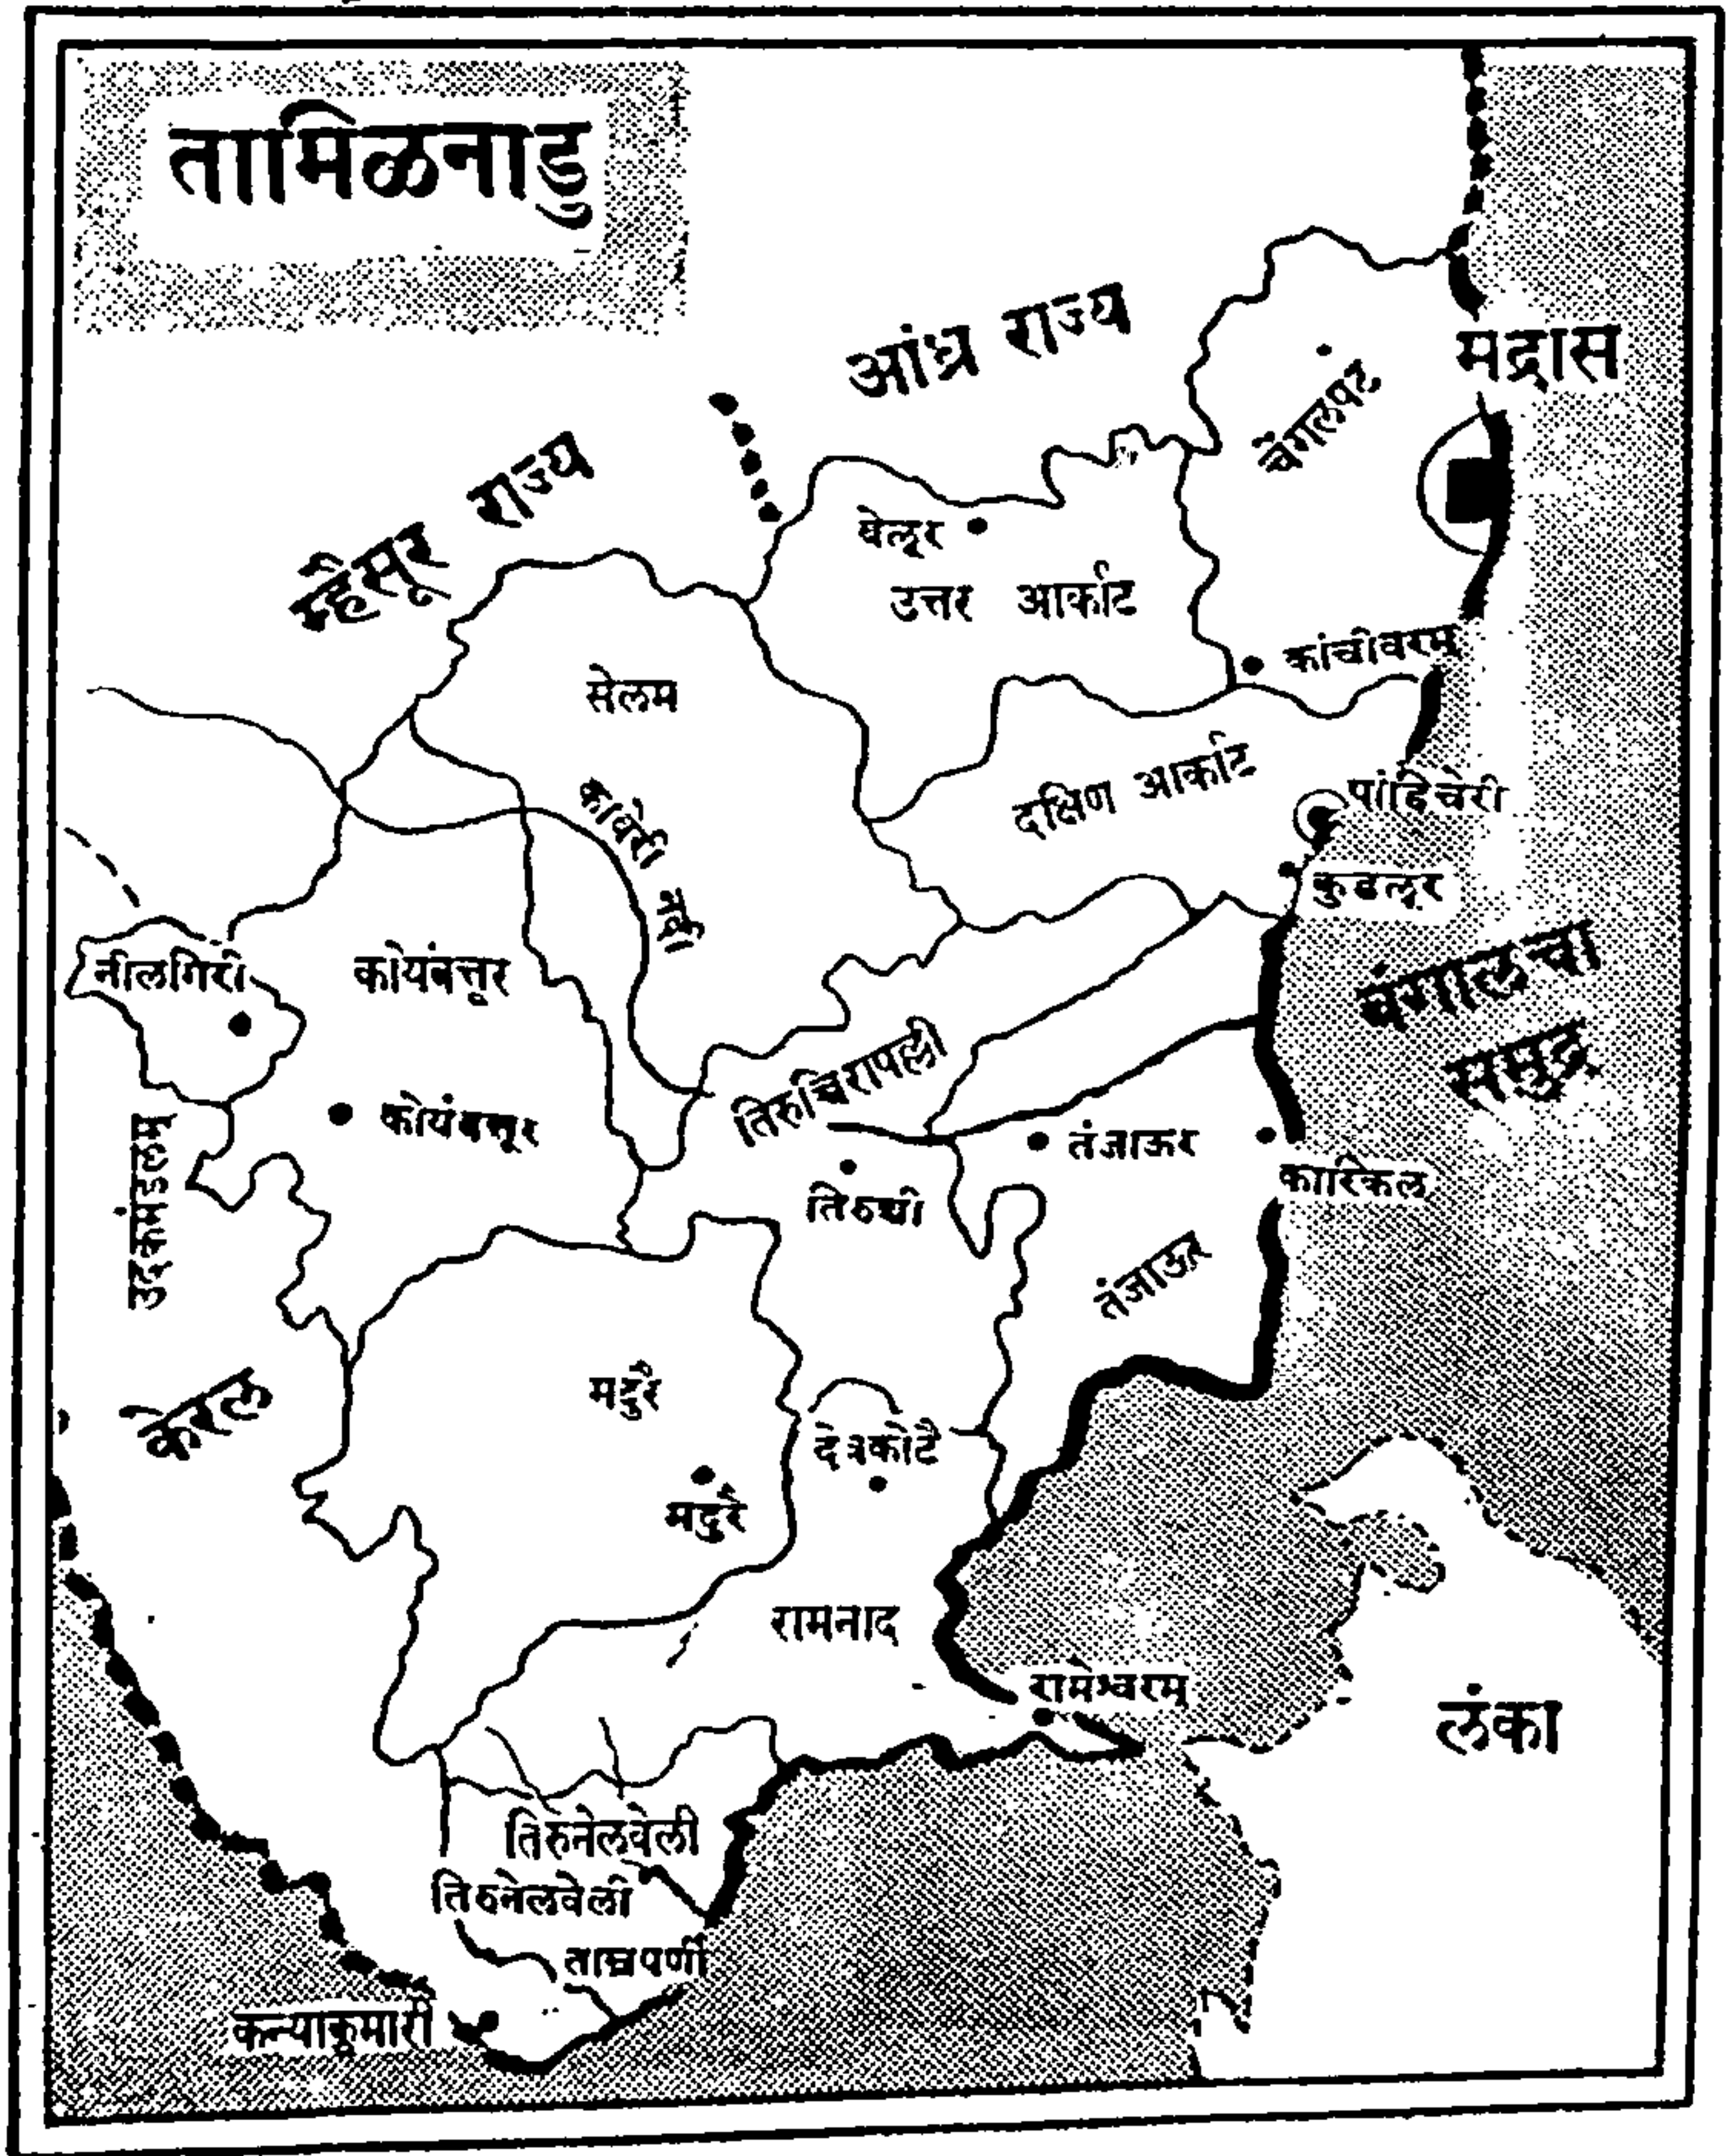 तामिळनाडु
आंध्र राज्य
मद्रास
चेंगलपट
म्हैसूर राज्य
वेलूर
उत्तर आर्काट
कांचीवरम्
सेलम
दक्षिण आर्काट
पांडिचेरी
कावेरी नदी
कुडलूर
नीलगिरी
कोयंबत्तूर
बंगालचा
समुद्र
तिरुच्चिरापल्ली
कोयंबत्तूर
तंजाऊर
उदकमंडलम्
कारिकल
तिरुची
तंजाऊर
केरल
मदुरै
देवकोटै
मदुरै
रामनाद
रामेश्वरम्
लंका
तिरुनेलवेली
तिरुनेलवेली
ताम्रपर्णी
कन्याकुमारी